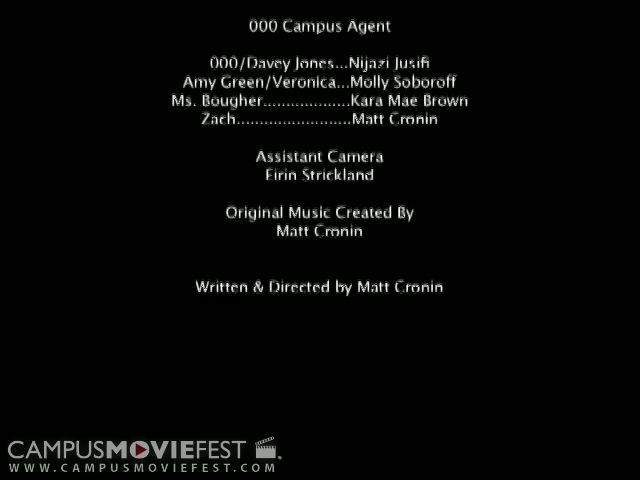 000 Campus Agent
000/Davey Jones...Nijazi Jusifi
Amy Green/Veronica...Molly Soboroff
Ms. Bougher...................Kara Mae Brown
Zach.........................Matt Cronin
Assistant Camera
Eirin Strickland
Original Music Created By
Matt Cronin
Written & Directed by Matt Cronin
CAMPUSMOVIEFEST
WWW.CAMPUSMOVIEFEST.COM